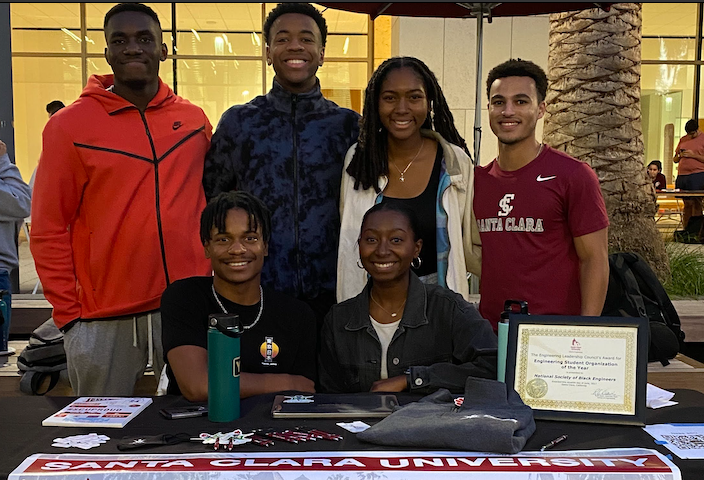 SC
SANTA CLARA
The Engineering Leadership Council's Award for
Engineering Student Organization
of the Year
National Society of Black Engineers
SANTA CLARA UNIVERSITY